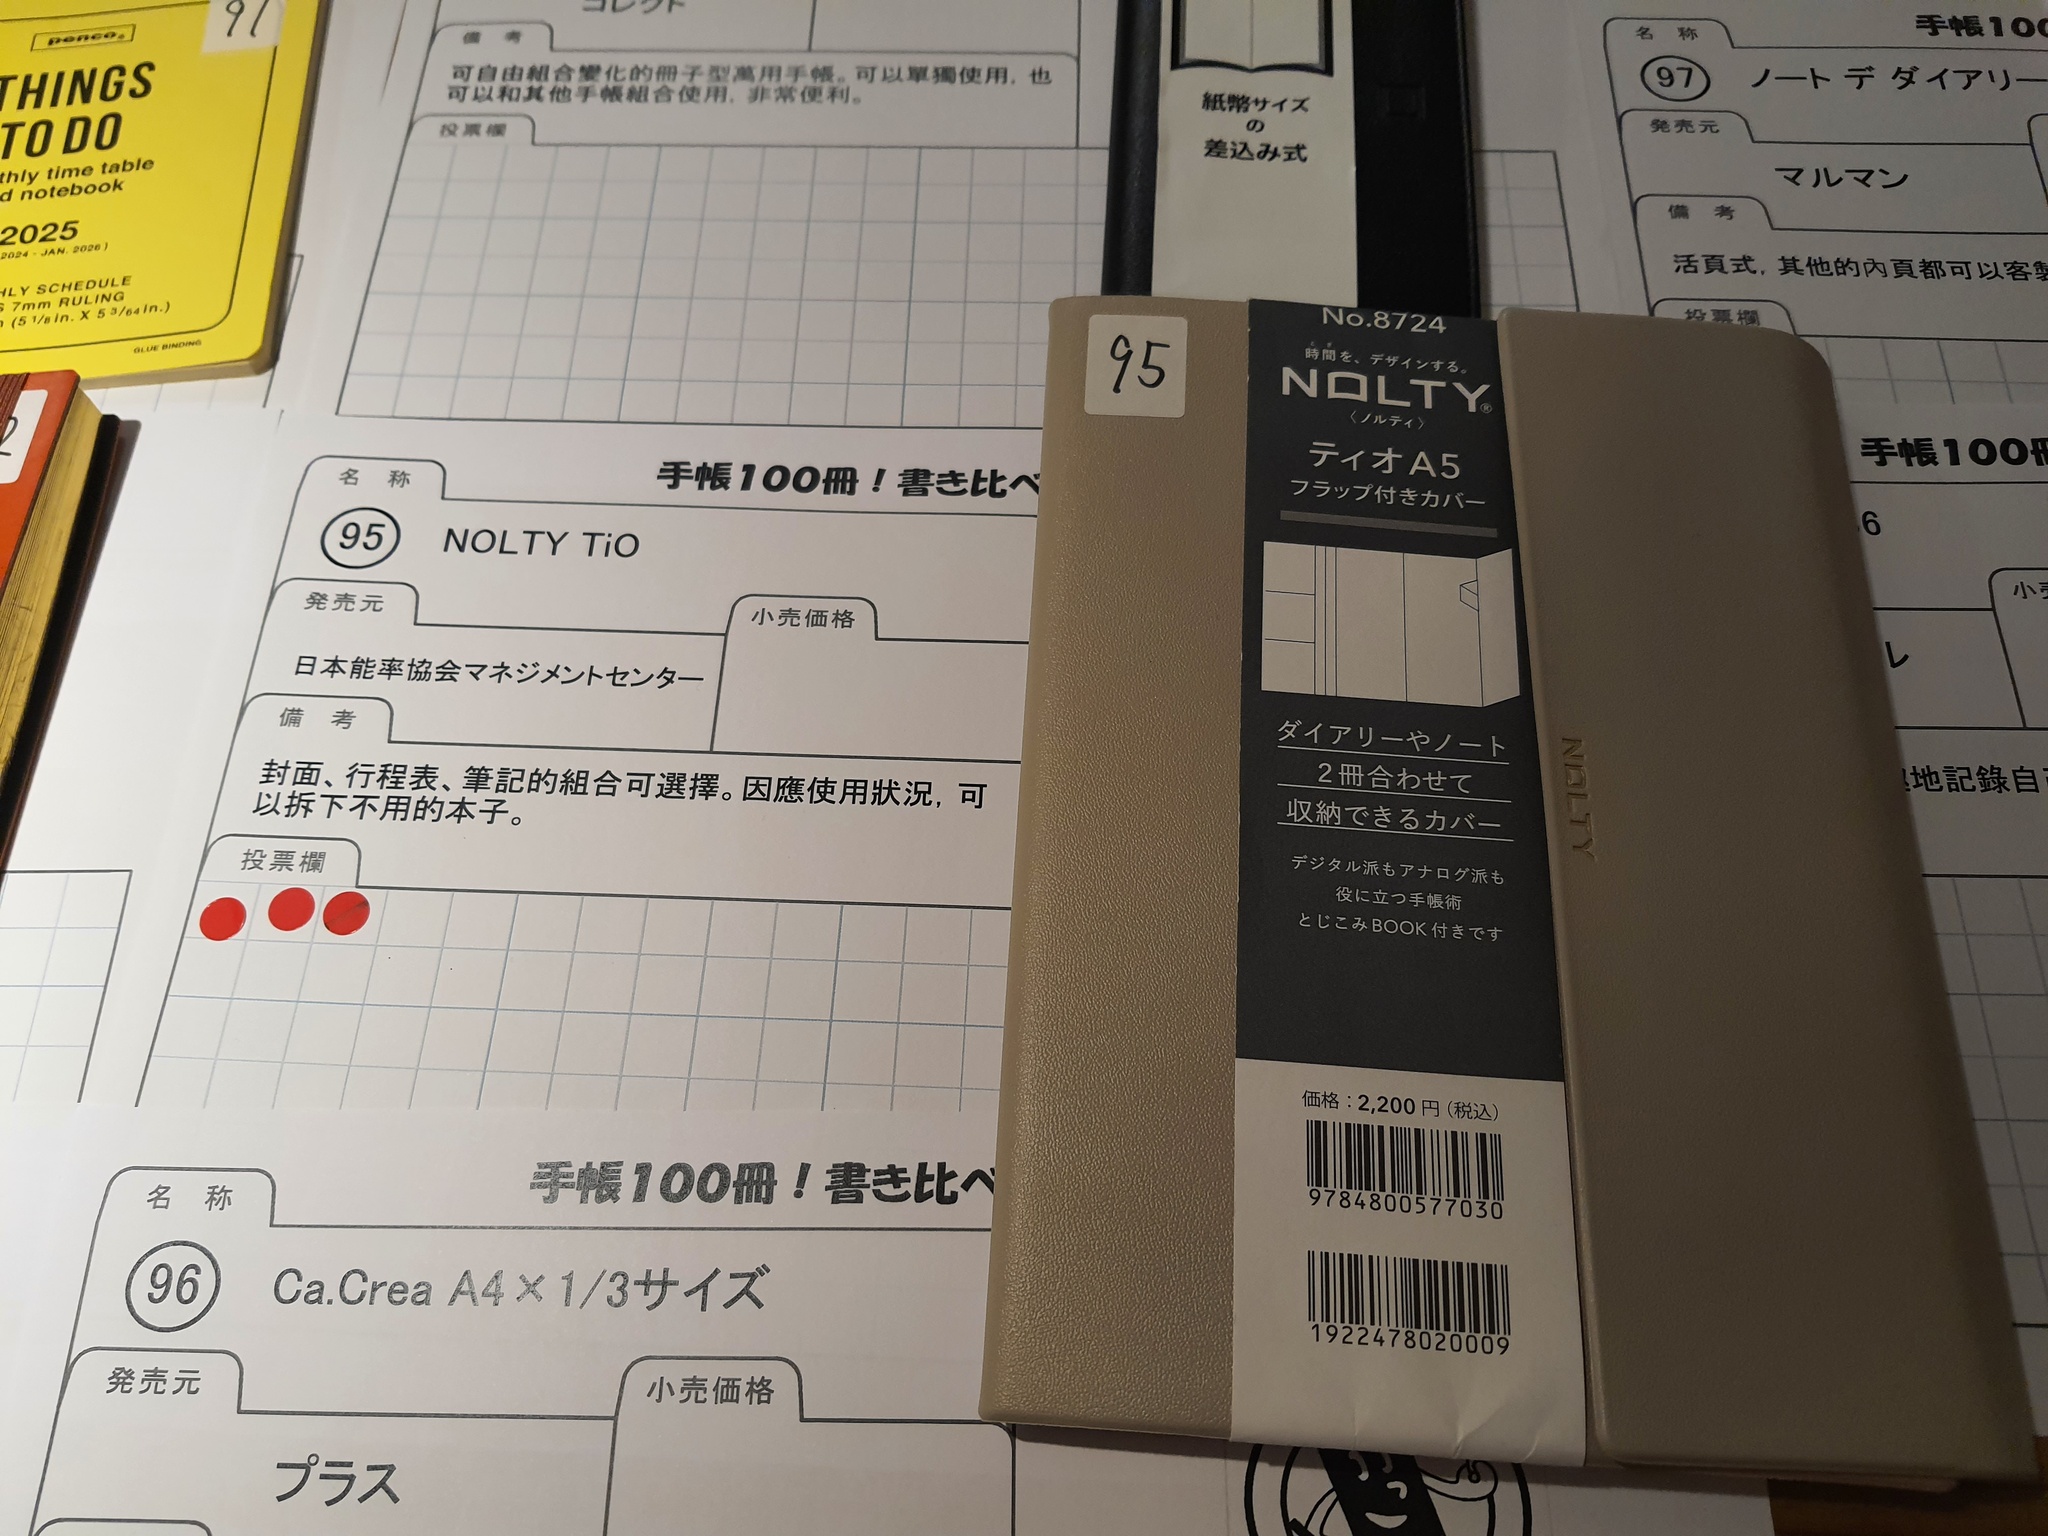 91
penco®
THINGS
TO DO
time table
notebook
2025
2024 - JAN. 2026 )
SCHEDULE
7mm RULING
(5 1/8 in. X 5 3/64 in.)
GLUE BINDING
コレクト
備 考
可自由組合變化的冊子型萬用手帳。可以單獨使用，也
可以和其他手帳組合使用，非常便利。
投票欄
紙幣サイズ
の
差込み式
手帳100
名 称
97 ノート デ ダイアリー
発売元
マルマン
備 考
活頁式，其他的內頁都可以客製
投票欄
手帳100冊！書き比べ
名 称
95 NOLTY TiO
発売元
小売価格
日本能率協会マネジメントセンター
備 考
封面、行程表、筆記的組合可選擇。因應使用狀況，可
以拆下不用的本子。
投票欄
95
No.8724
時間を、デザインする。
NOLTY®
〈ノルティ〉
ティオ A5
フラップ付きカバー
ダイアリーやノート
2冊合わせて
収納できるカバー
デジタル派もアナログ派も
役に立つ手帳術
とじこみBOOK付きです
価格：2,200円（税込）
9784800577030
1922478020009
NOLTY
手帳100冊
6
小売
レ
地記錄自己
手帳100冊！書き比べ
名 称
96 Ca.Crea A4×1/3サイズ
発売元
小売価格
プラス